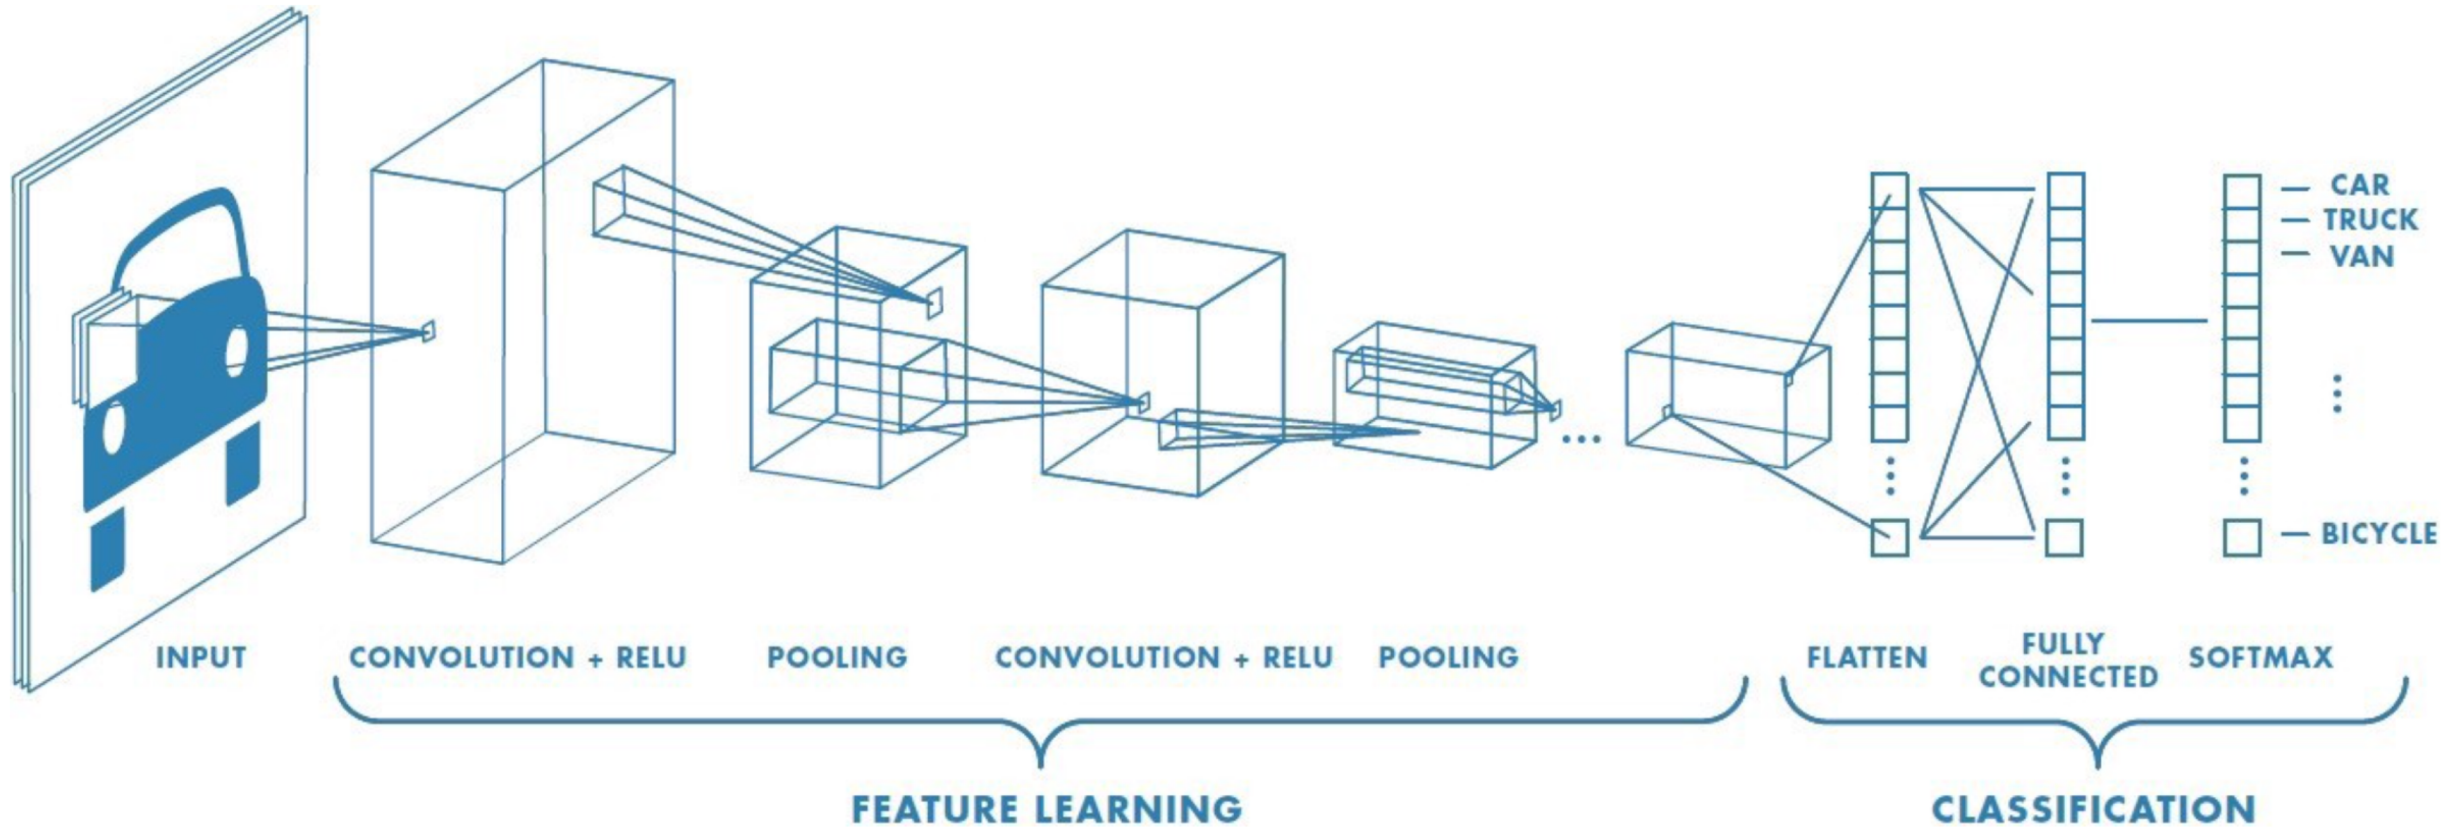 CAR
TRUCK
VAN
BICYCLE
INPUT
CONVOLUTION + RELU
POOLING
CONVOLUTION + RELU
POOLING
FLATTEN
FULLY
CONNECTED
SOFTMAX
FEATURE LEARNING
CLASSIFICATION